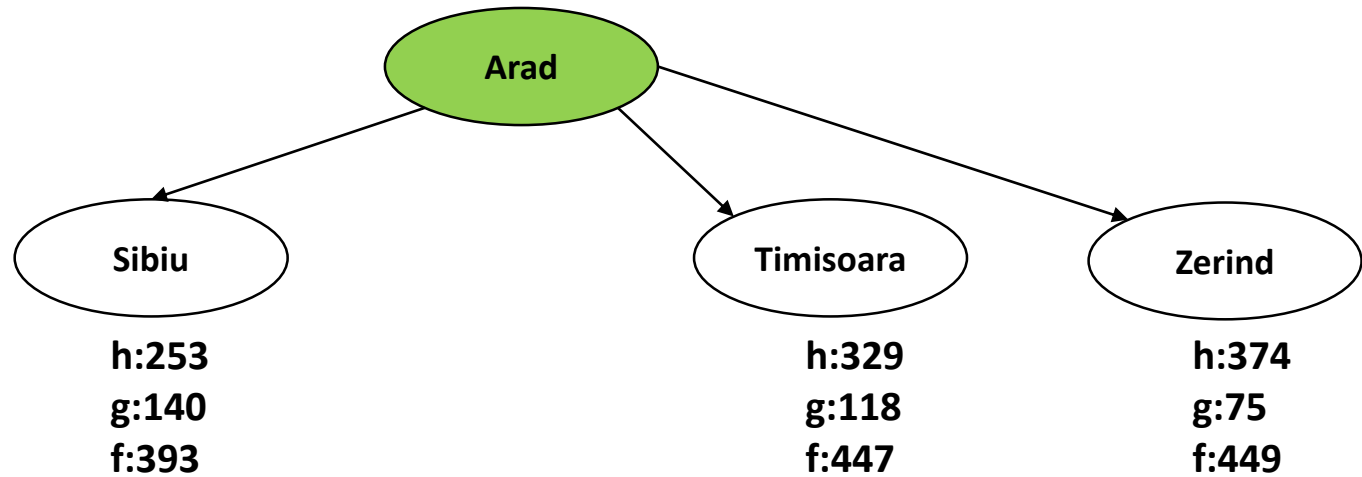 Arad
Sibiu
Timisoara
Zerind
h:253
g:140
f:393
h:329
g:118
f:447
h:374
g:75
f:449